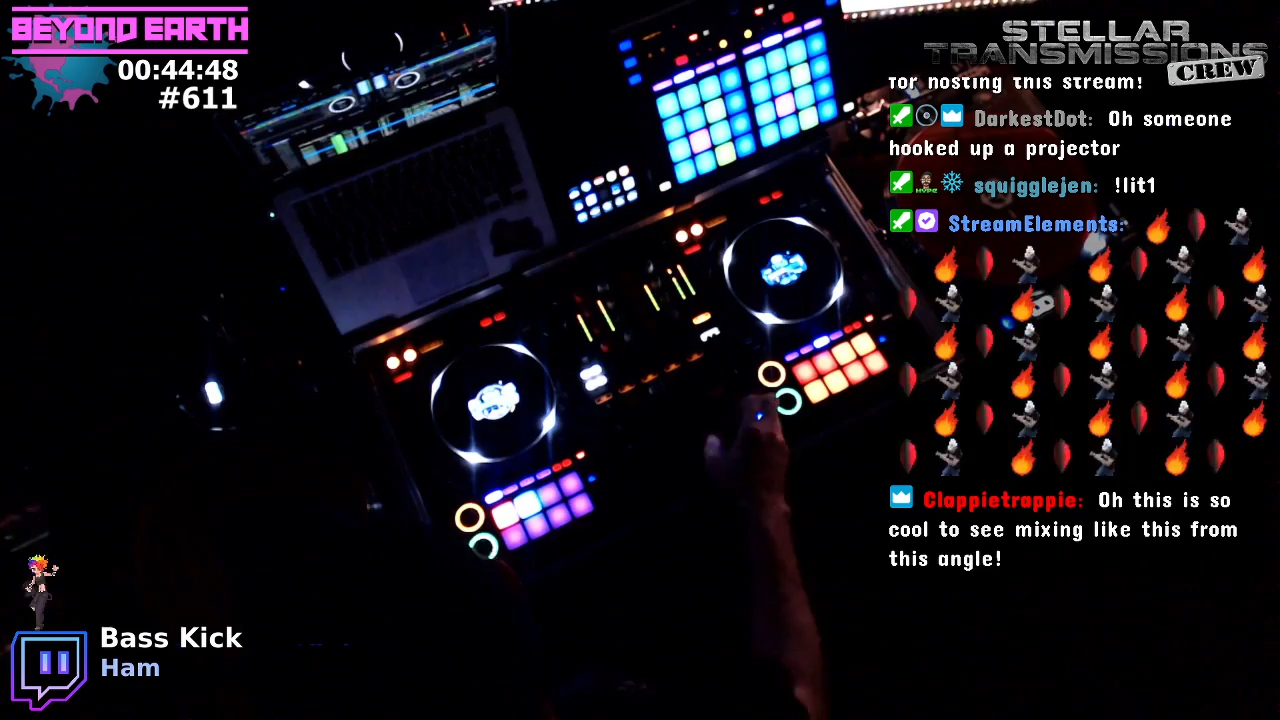 BEYOND EARTH
00:44:48
#611
STELLAR
TRANSMISSIONS
CREW
for hosting this stream!
DarkestDot: Oh someone
hooked up a projector
HYPE
squigglejen: !lit1
StreamElements:
Clappietrappie: Oh this is so
cool to see mixing like this from
this angle!
Bass Kick
Ham